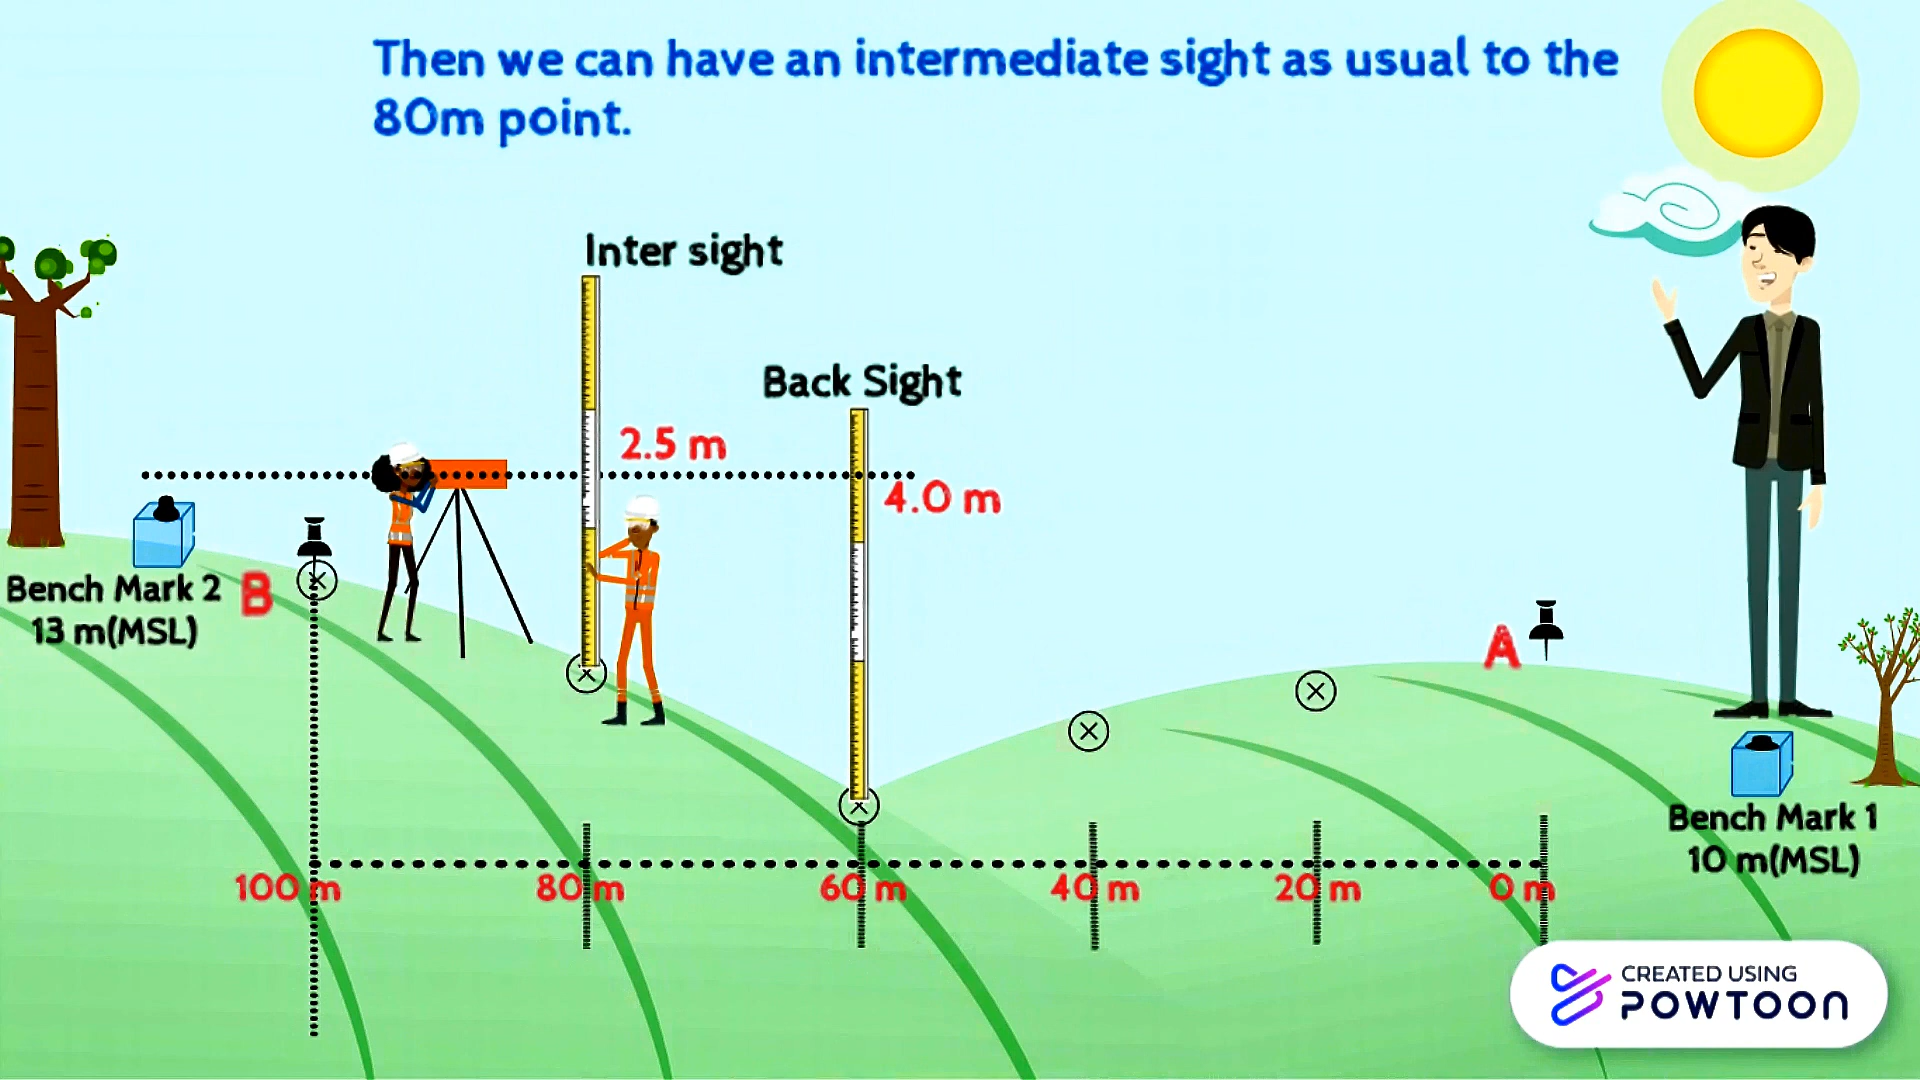 Then we can have an intermediate sight as usual to the
80m point.
Inter sight
Back Sight
2.5 m
4.0 m
Bench Mark 2
13 m(MSL)
B
A
Bench Mark 1
10 m(MSL)
100 m
80 m
60 m
40 m
20 m
0 m
CREATED USING
POWTOON